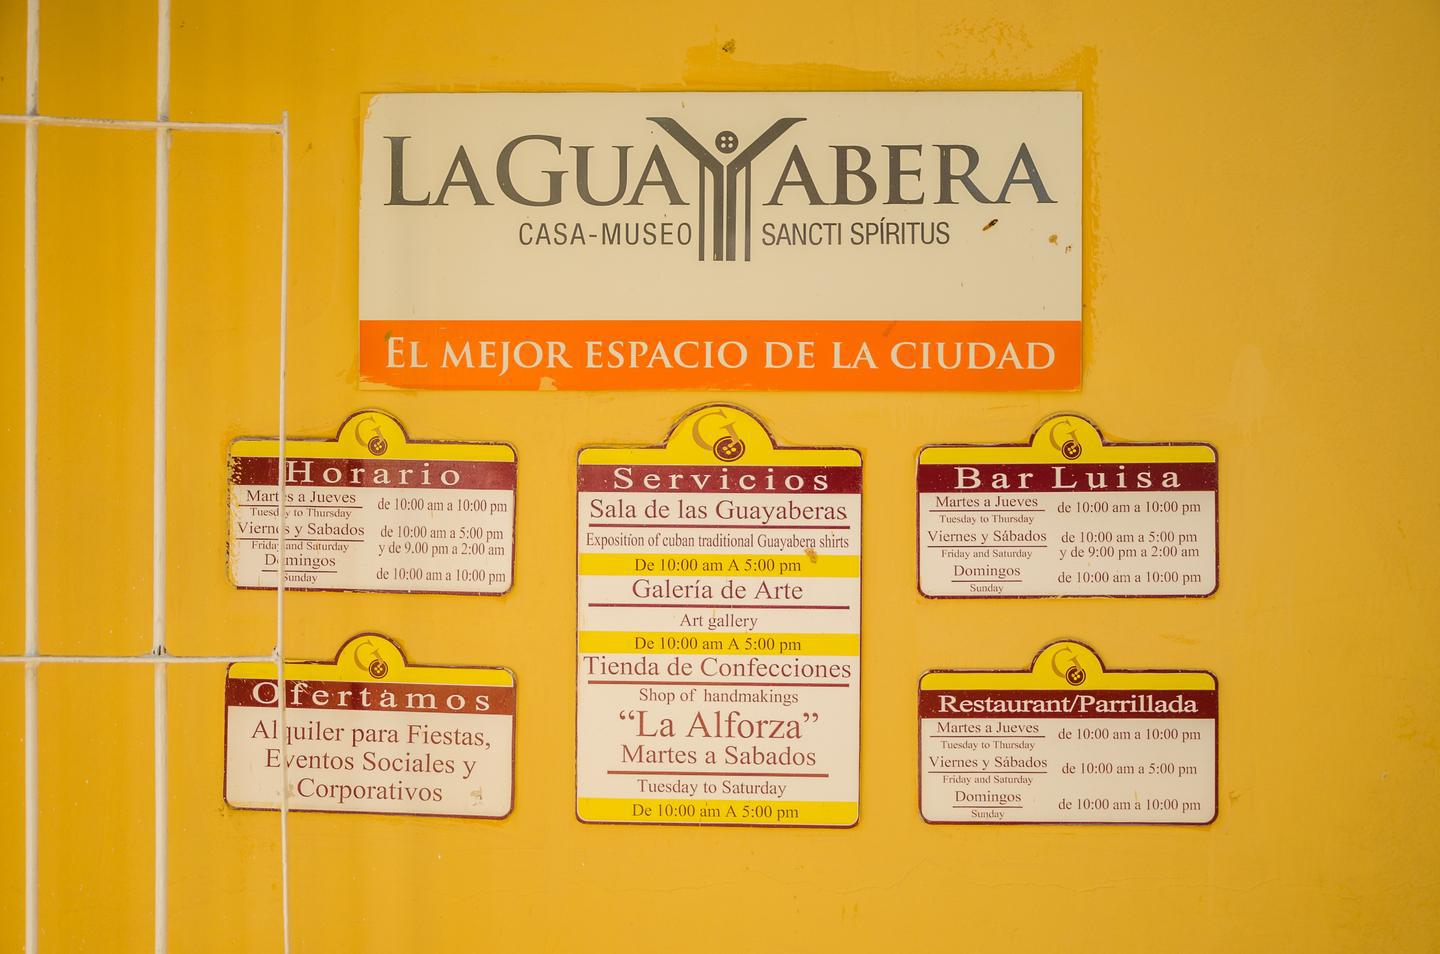 LAGUAYABERA
CASA-MUSEO SANCTI SPÍRITUS
EL MEJOR ESPACIO DE LA CIUDAD
G
Horario
Martes a Jueves
Tuesday to Thursday
de 10:00 am a 10:00 pm
Viernes y Sabados
Friday and Saturday
de 10:00 am a 5:00 pm
y de 9.00 pm a 2:00 am
Domingos
Sunday
de 10:00 am a 10:00 pm
G
Ofertamos
Alquiler para Fiestas,
Eventos Sociales y
Corporativos
G
Servicios
Sala de las Guayaberas
Exposition of cuban traditional Guayabera shirts
De 10:00 am A 5:00 pm
Galería de Arte
Art gallery
De 10:00 am A 5:00 pm
Tienda de Confecciones
Shop of handmakings
“La Alforza”
Martes a Sabados
Tuesday to Saturday
De 10:00 am A 5:00 pm
G
Bar Luisa
Martes a Jueves
Tuesday to Thursday
de 10:00 am a 10:00 pm
Viernes y Sábados
Friday and Saturday
de 10:00 am a 5:00 pm
y de 9:00 pm a 2:00 am
Domingos
Sunday
de 10:00 am a 10:00 pm
G
Restaurant/Parrillada
Martes a Jueves
Tuesday to Thursday
de 10:00 am a 10:00 pm
Viernes y Sábados
Friday and Saturday
de 10:00 am a 5:00 pm
Domingos
Sunday
de 10:00 am a 10:00 pm